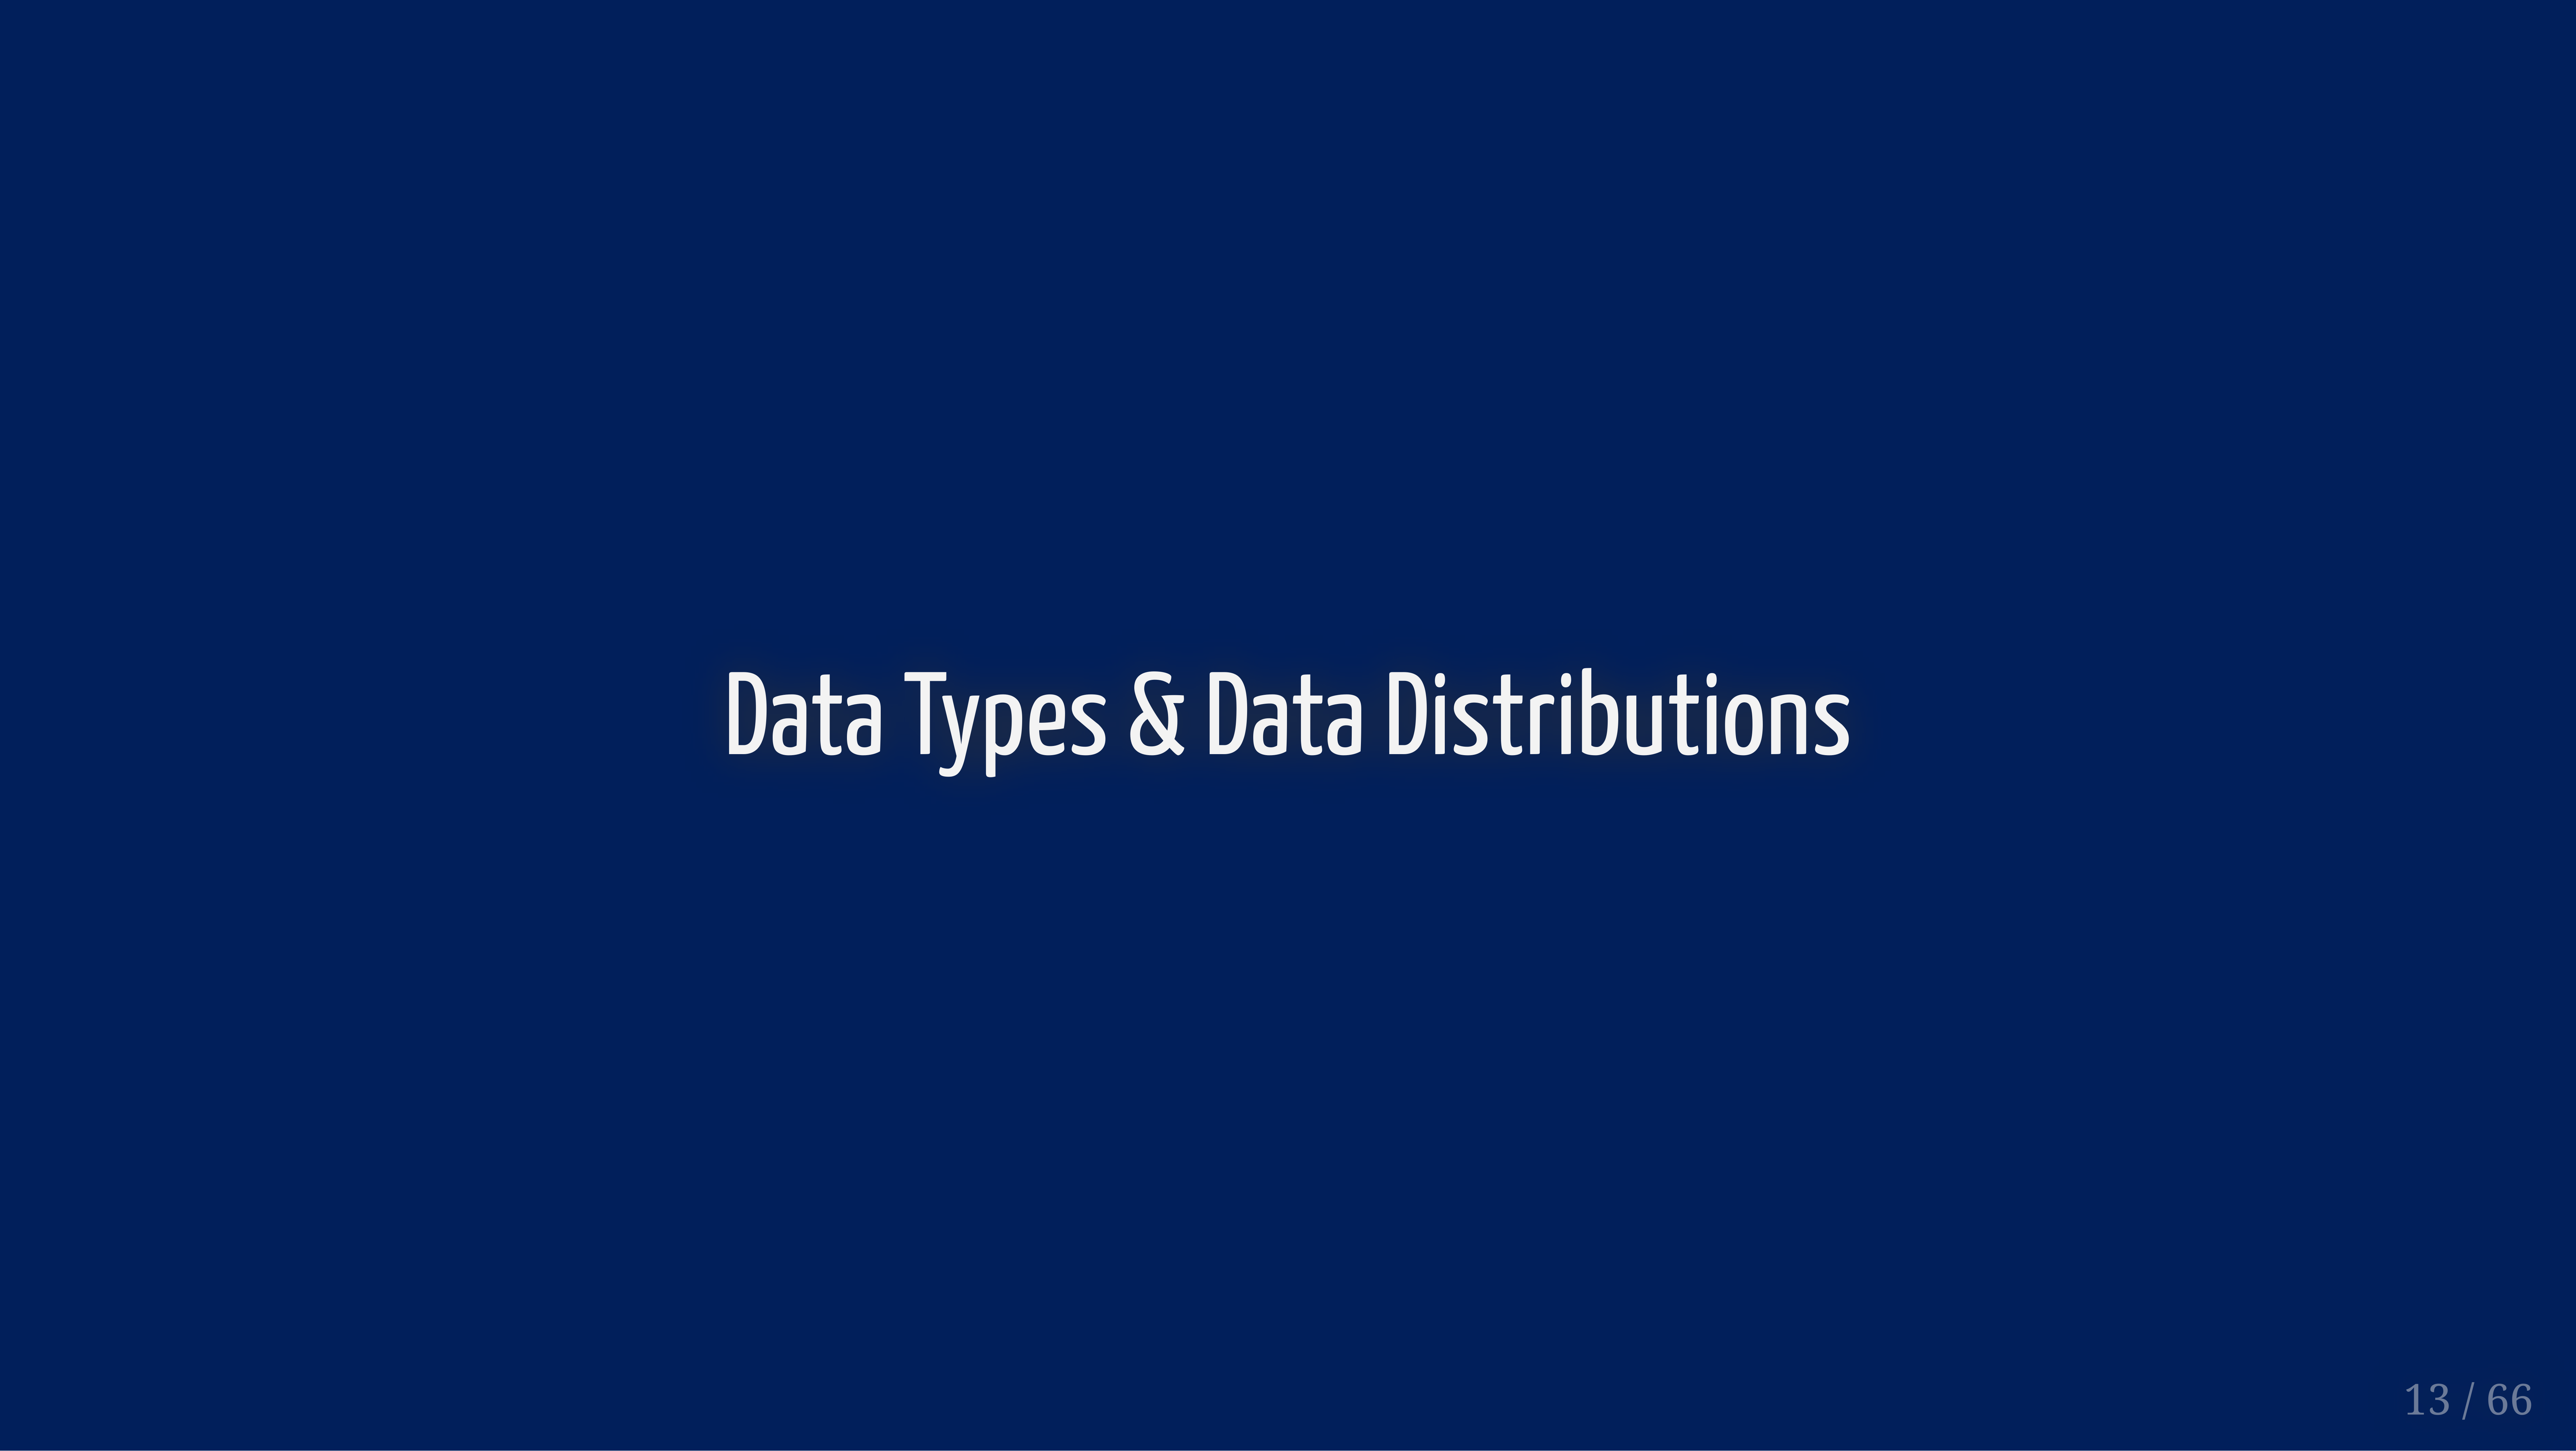 Data Types & Data Distributions
13 / 66